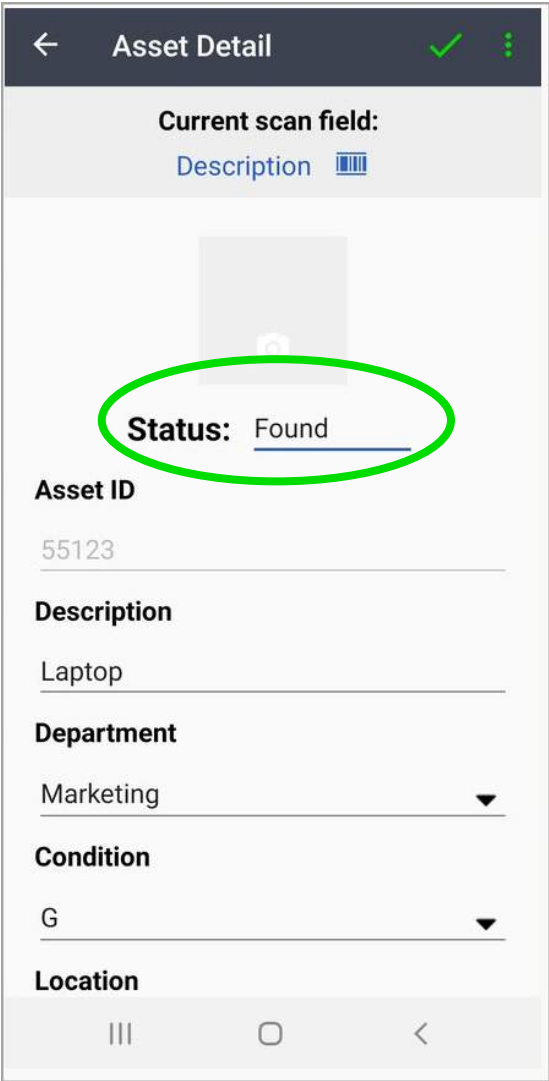 Asset Detail
Current scan field:
Description
Status: Found
Asset ID
55123
Description
Laptop
Department
Marketing
Condition
G
Location